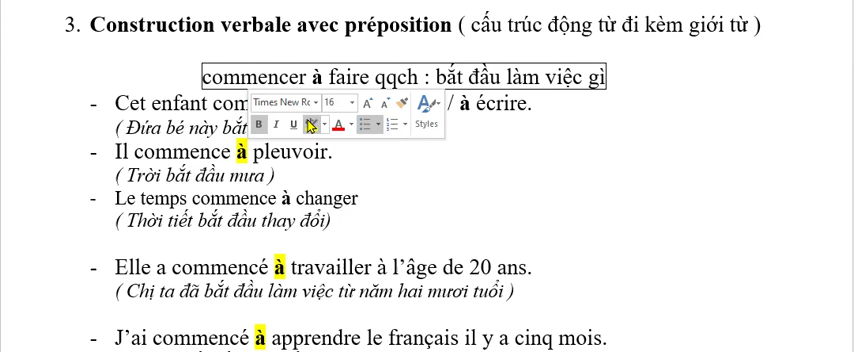 3. Construction verbale avec préposition ( cấu trúc động từ đi kèm giới từ )
commencer à faire qqch : bắt đầu làm việc gì
- Cet enfant com / à écrire.
Times New Ro 16 A A A
( Đứa bé này bắt
B I U A Styles
- Il commence à pleuvoir.
( Trời bắt đầu mưa )
- Le temps commence à changer
( Thời tiết bắt đầu thay đổi)
- Elle a commencé à travailler à l’âge de 20 ans.
( Chị ta đã bắt đầu làm việc từ năm hai mươi tuổi )
- J’ai commencé à apprendre le français il y a cinq mois.